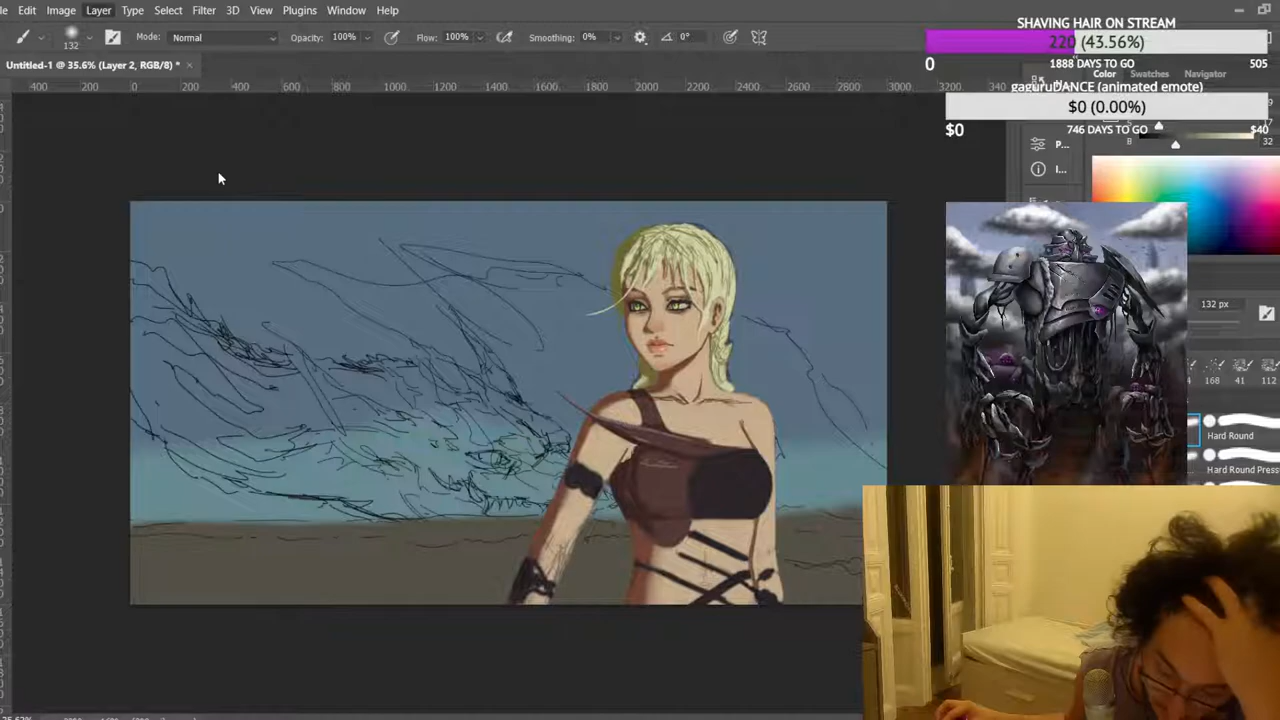 Edit Image Layer Type Select Filter 3D View Plugins Window Help
132 Mode: Normal Opacity: 100% Flow: 100% Smoothing: 0% 0°
Untitled-1 @ 35.6% (Layer 2, RGB/8) * ×
400 200 0 200 400 600 800 1000 1200 1400 1600 1800 2000 2200 2400 2600 2800 3000
SHAVING HAIR ON STREAM
220 (43.56%)
0 1888 DAYS TO GO 505
Color Swatches Navigator
gaguruDANCE (animated emote)
$0 (0.00%)
$0 746 DAYS TO GO $40
B 32
P...
I...
132 px
168 41 112
Hard Round
Hard Round Press